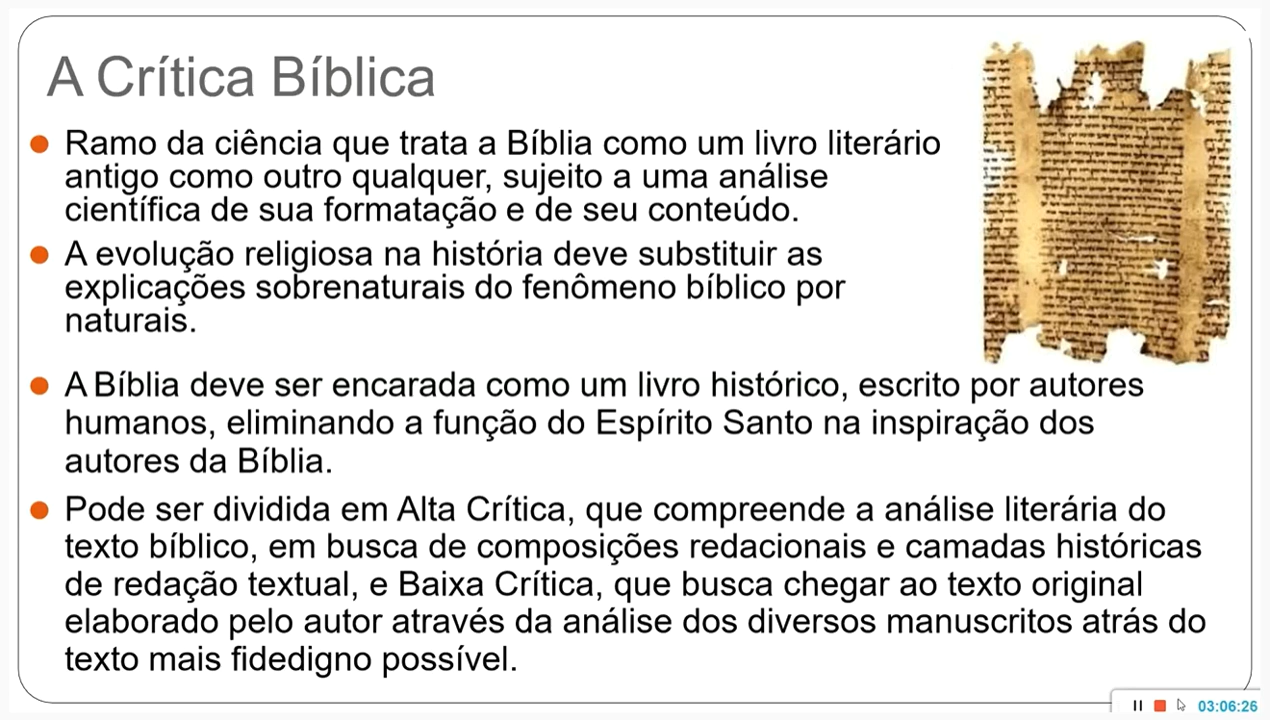 A Crítica Bíblica
Ramo da ciência que trata a Bíblia como um livro literário
antigo como outro qualquer, sujeito a uma análise
científica de sua formatação e de seu conteúdo.
A evolução religiosa na história deve substituir as
explicações sobrenaturais do fenômeno bíblico por
naturais.
A Bíblia deve ser encarada como um livro histórico, escrito por autores
humanos, eliminando a função do Espírito Santo na inspiração dos
autores da Bíblia.
Pode ser dividida em Alta Crítica, que compreende a análise literária do
texto bíblico, em busca de composições redacionais e camadas históricas
de redação textual, e Baixa Crítica, que busca chegar ao texto original
elaborado pelo autor através da análise dos diversos manuscritos atrás do
texto mais fidedigno possível.
03:06:26